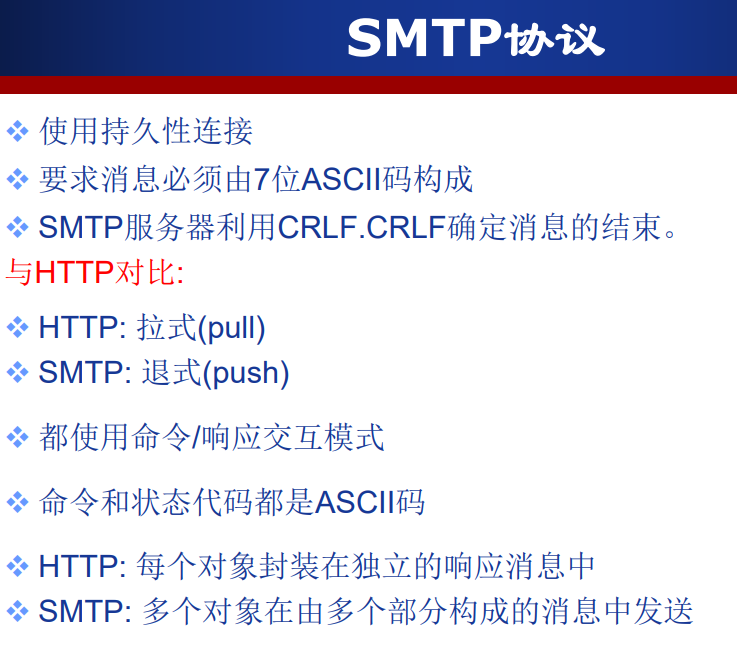 SMTP协议
使用持久性连接
要求消息必须由7位ASCII码构成
SMTP服务器利用CRLF.CRLF确定消息的结束。
与HTTP对比:
HTTP: 拉式(pull)
SMTP: 退式(push)
都使用命令/响应交互模式
命令和状态代码都是ASCII码
HTTP: 每个对象封装在独立的响应消息中
SMTP: 多个对象在由多个部分构成的消息中发送